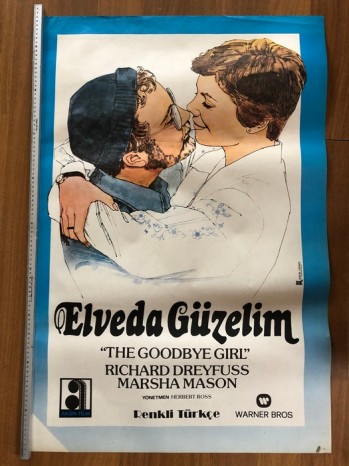 Elveda Güzelim
"THE GOODBYE GIRL"
RICHARD DREYFUSS
MARSHA MASON
YÖNETMEN HERBERT ROSS
Renkli Türkçe
WARNER BROS